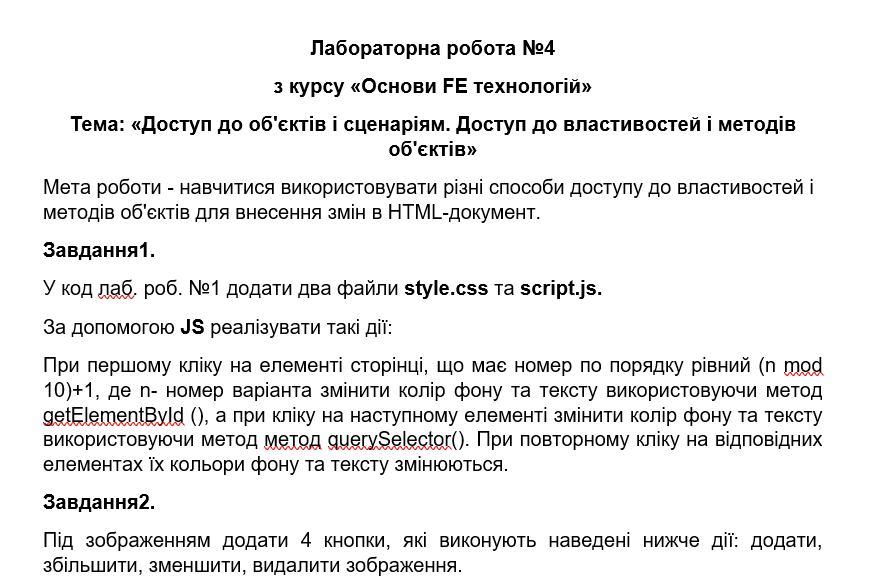 Лабораторна робота №4
з курсу «Основи FE технологій»
Тема: «Доступ до об'єктів і сценаріям. Доступ до властивостей і методів
об'єктів»
Мета роботи - навчитися використовувати різні способи доступу до властивостей і
методів об'єктів для внесення змін в HTML-документ.
Завдання1.
У код лаб. роб. №1 додати два файли style.css та script.js.
За допомогою JS реалізувати такі дії:
При першому кліку на елементі сторінці, що має номер по порядку рівний (n mod
10)+1, де n- номер варіанта змінити колір фону та тексту використовуючи метод
getElementById (), а при кліку на наступному елементі змінити колір фону та тексту
використовуючи метод метод querySelector(). При повторному кліку на відповідних
елементах їх кольори фону та тексту змінюються.
Завдання2.
Під зображенням додати 4 кнопки, які виконують наведені нижче дії: додати,
збільшити, зменшити, видалити зображення.